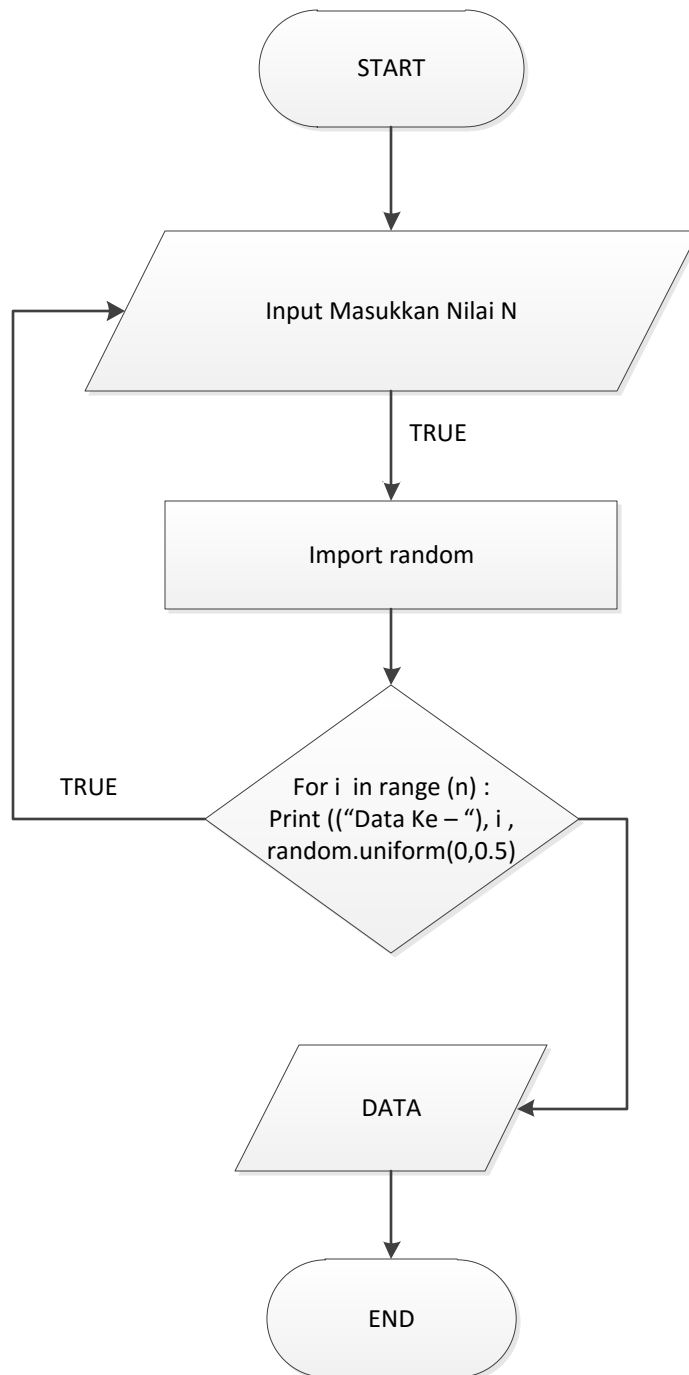 START
Input Masukkan Nilai N
TRUE
Import random
TRUE
For i  in range (n) :
Print ((“Data Ke – “), i ,
random.uniform(0,0.5)
DATA
END